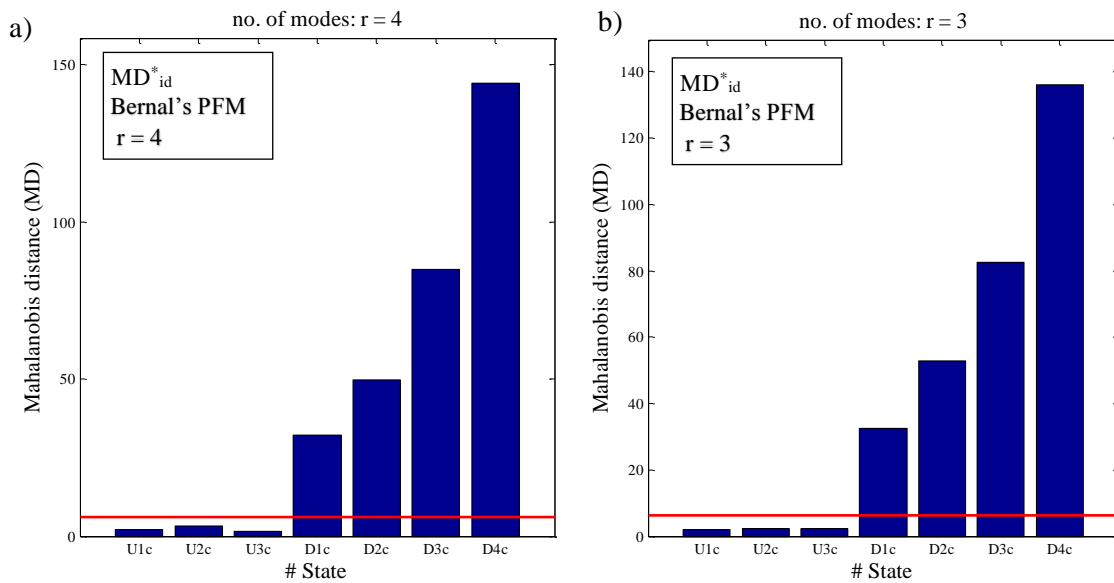 a)
no. of modes: r = 4
MD*id
Bernal's PFM
r = 4
Mahalanobis distance (MD)
150
100
50
0
U1c U2c U3c D1c D2c D3c D4c
# State
b)
no. of modes: r = 3
MD*id
Bernal's PFM
r = 3
Mahalanobis distance (MD)
140
120
100
80
60
40
20
0
U1c U2c U3c D1c D2c D3c D4c
# State